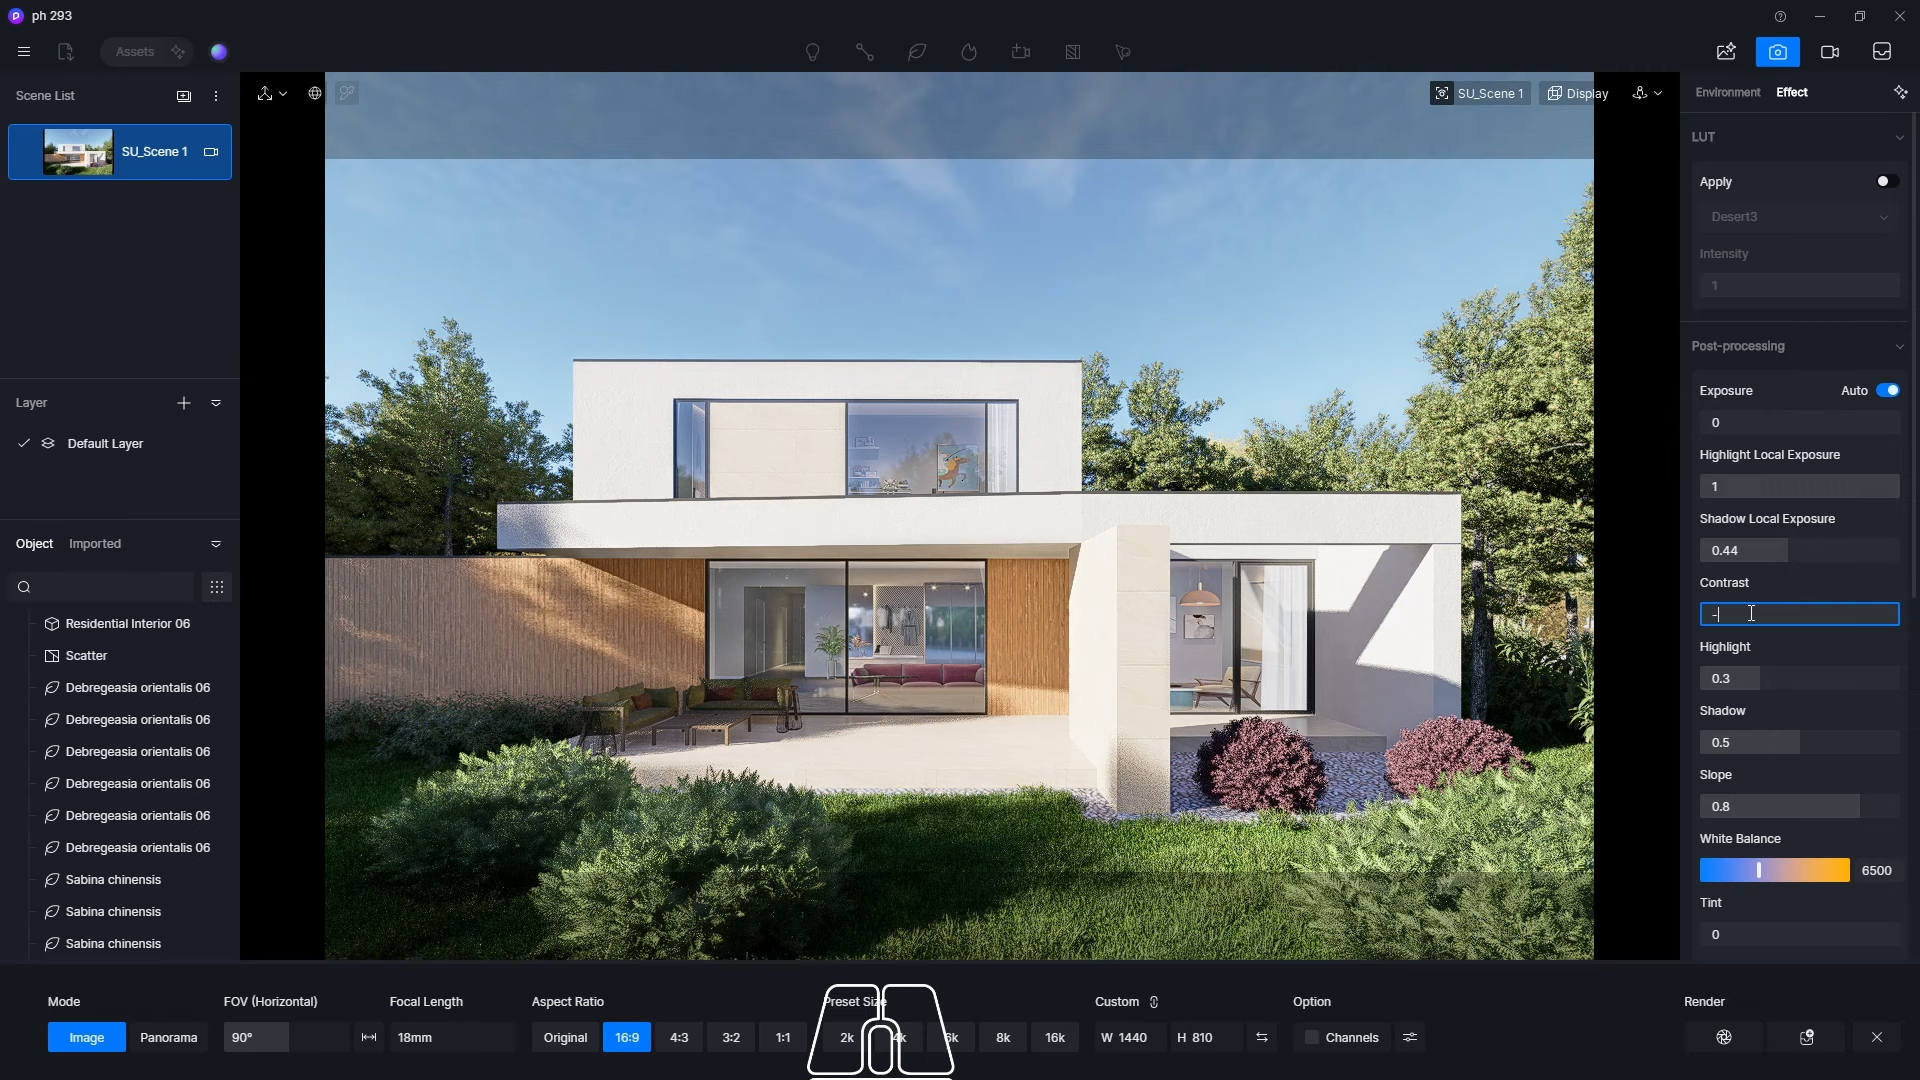 ph 293
Assets
Scene List
SU_Scene 1
Layer
Default Layer
Object Imported
Residential Interior 06
Scatter
Debregeasia orientalis 06
Debregeasia orientalis 06
Debregeasia orientalis 06
Debregeasia orientalis 06
Debregeasia orientalis 06
Debregeasia orientalis 06
Sabina chinensis
Sabina chinensis
Sabina chinensis
SU_Scene 1 Display
Environment Effect
LUT
Apply
Desert3
Intensity
1
Post-processing
Exposure Auto
0
Highlight Local Exposure
1
Shadow Local Exposure
0.44
Contrast
-
Highlight
0.3
Shadow
0.5
Slope
0.8
White Balance
6500
Tint
0
Mode FOV (Horizontal) Focal Length Aspect Ratio Preset Size Custom Option Render
Image Panorama 90° 18mm Original 16:9 4:3 3:2 1:1 2k 4k 6k 8k 16k W 1440 H 810 Channels